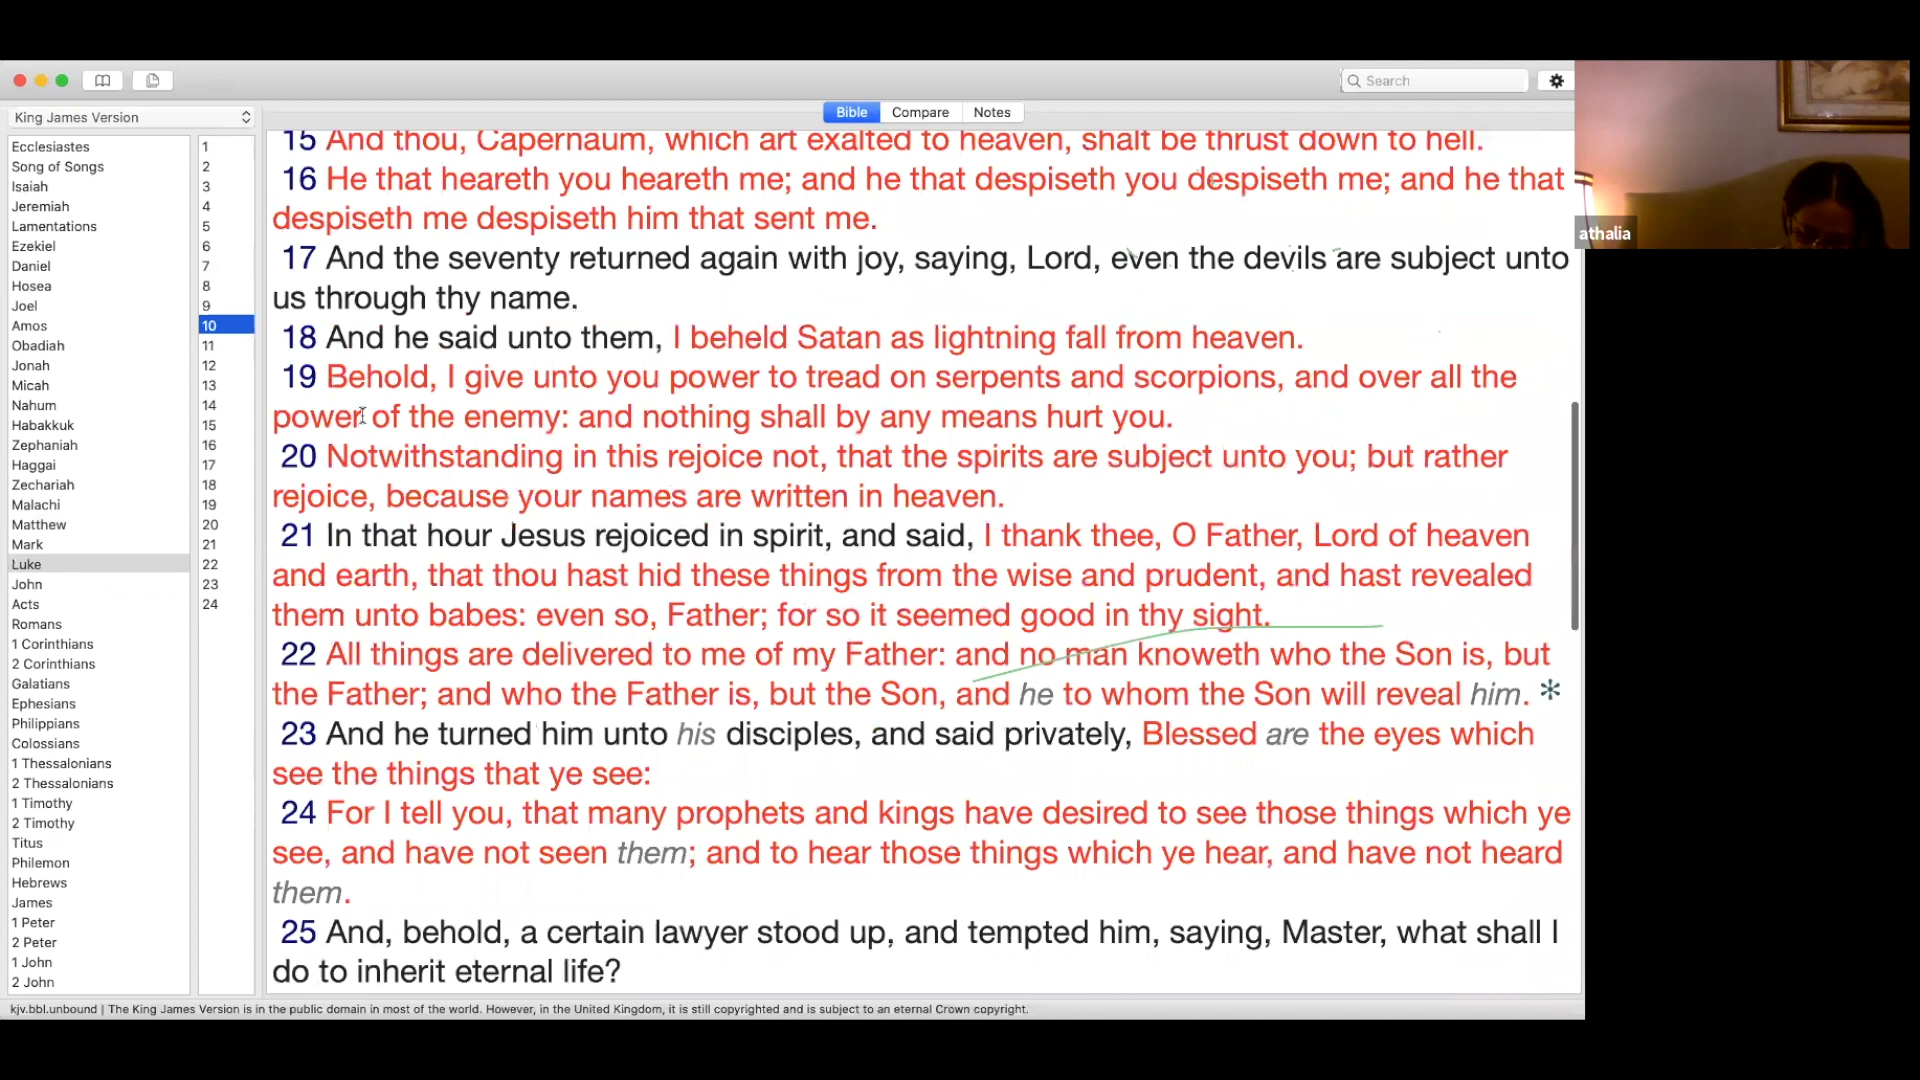 Search
King James Version
Bible
Compare
Notes
Ecclesiastes
Song of Songs
Isaiah
Jeremiah
Lamentations
Ezekiel
Daniel
Hosea
Joel
Amos
Obadiah
Jonah
Micah
Nahum
Habakkuk
Zephaniah
Haggai
Zechariah
Malachi
Matthew
Mark
Luke
John
Acts
Romans
1 Corinthians
2 Corinthians
Galatians
Ephesians
Philippians
Colossians
1 Thessalonians
2 Thessalonians
1 Timothy
2 Timothy
Titus
Philemon
Hebrews
James
1 Peter
2 Peter
1 John
2 John
1
2
3
4
5
6
7
8
9
10
11
12
13
14
15
16
17
18
19
20
21
22
23
24
15 And thou, Capernaum, which art exalted to heaven, shalt be thrust down to hell.
16 He that heareth you heareth me; and he that despiseth you despiseth me; and he that
despiseth me despiseth him that sent me.
17 And the seventy returned again with joy, saying, Lord, even the devils are subject unto
us through thy name.
18 And he said unto them, I beheld Satan as lightning fall from heaven.
19 Behold, I give unto you power to tread on serpents and scorpions, and over all the
power of the enemy: and nothing shall by any means hurt you.
20 Notwithstanding in this rejoice not, that the spirits are subject unto you; but rather
rejoice, because your names are written in heaven.
21 In that hour Jesus rejoiced in spirit, and said, I thank thee, O Father, Lord of heaven
and earth, that thou hast hid these things from the wise and prudent, and hast revealed
them unto babes: even so, Father; for so it seemed good in thy sight.
22 All things are delivered to me of my Father: and no man knoweth who the Son is, but
the Father; and who the Father is, but the Son, and he to whom the Son will reveal him. *
23 And he turned him unto his disciples, and said privately, Blessed are the eyes which
see the things that ye see:
24 For I tell you, that many prophets and kings have desired to see those things which ye
see, and have not seen them; and to hear those things which ye hear, and have not heard
them.
25 And, behold, a certain lawyer stood up, and tempted him, saying, Master, what shall I
do to inherit eternal life?
kjv.bbl.unbound | The King James Version is in the public domain in most of the world. However, in the United Kingdom, it is still copyrighted and is subject to an eternal Crown copyright.
athalia